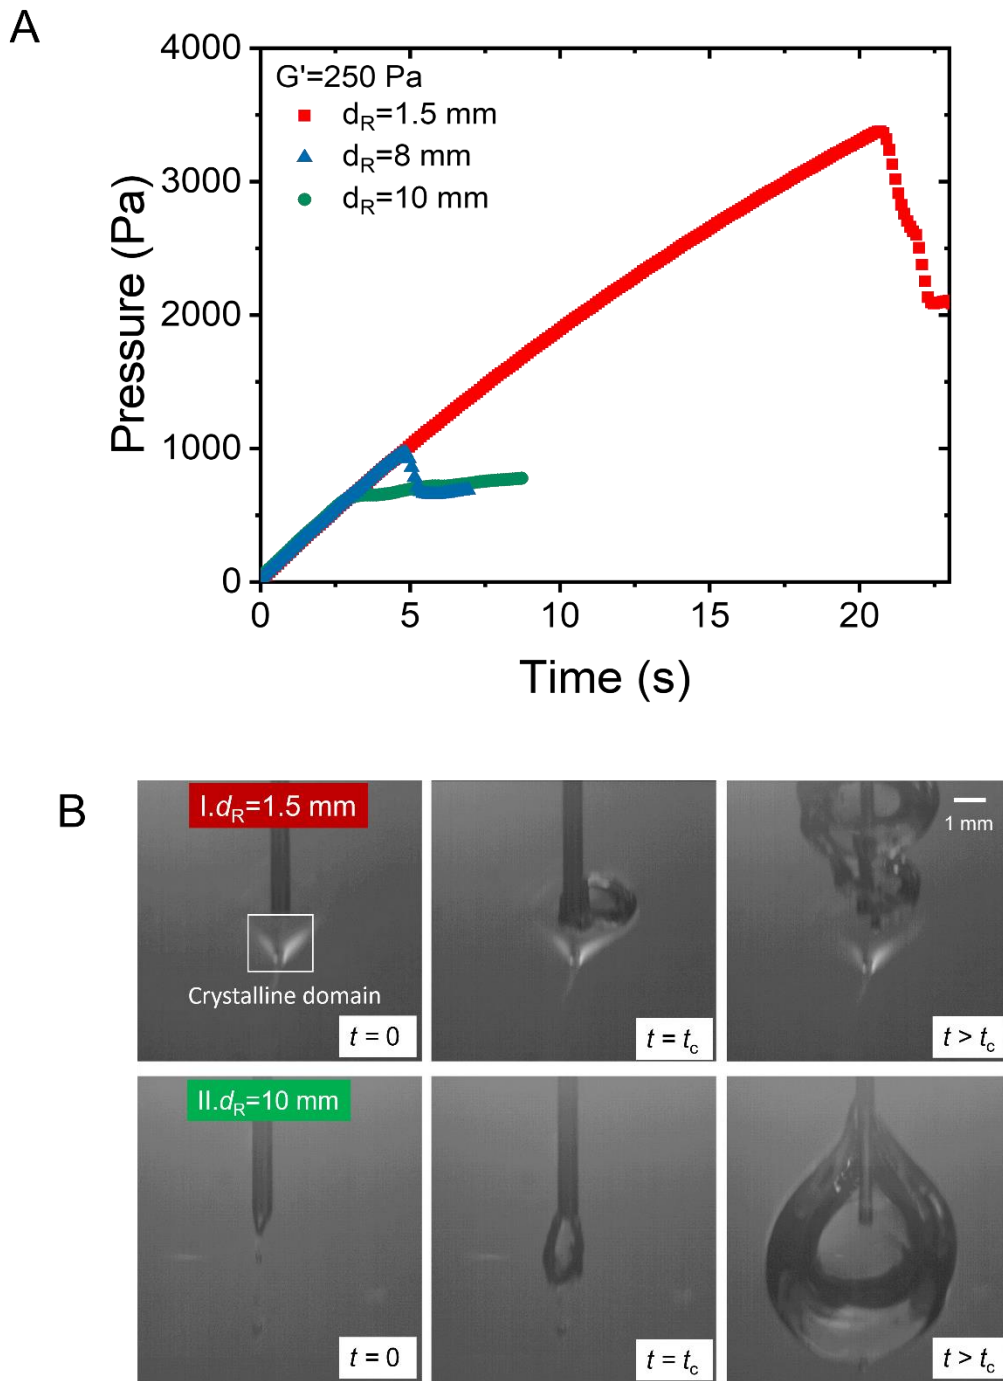 A
4000
3000
2000
1000
0
Pressure (Pa)
G'=250 Pa
dR=1.5 mm
dR=8 mm
dR=10 mm
0
5
10
15
20
Time (s)
B
I.dR=1.5 mm
Crystalline domain
t = 0
t = tc
1 mm
t > tc
II.dR=10 mm
t = 0
t = tc
t > tc